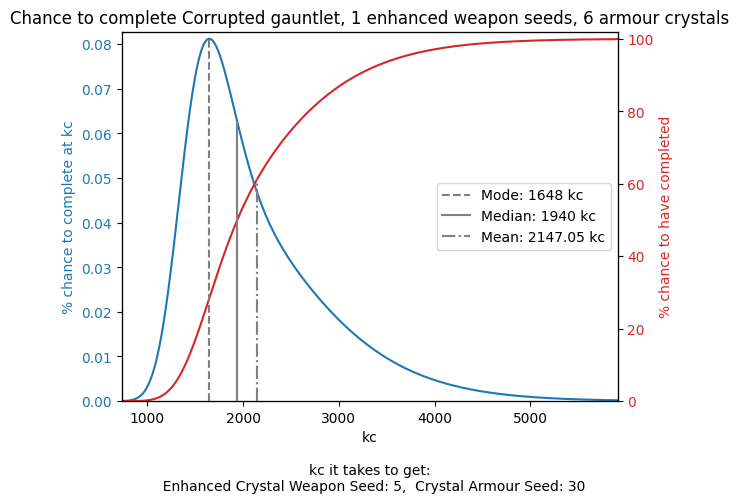 Chance to complete Corrupted gauntlet, 1 enhanced weapon seeds, 6 armour crystals
% chance to complete at kc
0.08
0.07
0.06
0.05
0.04
0.03
0.02
0.01
0.00
Mode: 1648 kc
Median: 1940 kc
Mean: 2147.05 kc
100
80
60
40
20
0
% chance to have completed
1000 2000 3000 4000 5000
kc
kc it takes to get:
Enhanced Crystal Weapon Seed: 5,  Crystal Armour Seed: 30